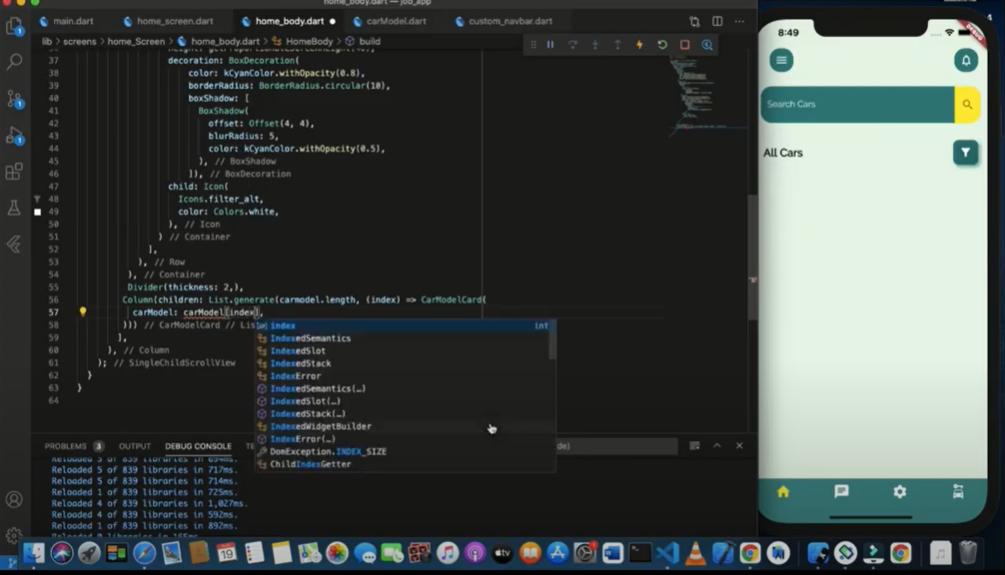 home_body.dart — job_app
main.dart
home_screen.dart
home_body.dart
carModel.dart
custom_navbar.dart
lib > screens > home_Screen > home_body.dart > HomeBody > build
37 decoration: BoxDecoration(
38 color: kCyanColor.withOpacity(0.8),
39 borderRadius: BorderRadius.circular(10),
40 boxShadow: [
41 BoxShadow(
42 offset: Offset(4, 4),
43 blurRadius: 5,
44 color: kCyanColor.withOpacity(0.5),
45 ), // BoxShadow
46 ]), // BoxDecoration
47 child: Icon(
48 Icons.filter_alt,
49 color: Colors.white,
50 ), // Icon
51 ) // Container
52 ],
53 ), // Row
54 ), // Container
55 Divider(thickness: 2,),
56 Column(children: List.generate(carmodel.length, (index) => CarModelCard(
57 carModel: carModel(index),
58 ))) // CarModelCard // Lis
59 ],
60 ), // Column
61 ); // SingleChildScrollView
62 }
63 }
64
index int
IndexedSemantics
IndexedSlot
IndexedStack
IndexError
IndexedSemantics(…)
IndexedSlot(…)
IndexedStack(…)
IndexedWidgetBuilder
IndexError(…)
DomException.INDEX_SIZE
ChildIndexGetter
PROBLEMS 3 OUTPUT DEBUG CONSOLE TE
Reloaded 5 of 839 libraries in 694ms.
Reloaded 5 of 839 libraries in 717ms.
Reloaded 5 of 839 libraries in 714ms.
Reloaded 1 of 839 libraries in 725ms.
Reloaded 4 of 839 libraries in 1,027ms.
Reloaded 4 of 839 libraries in 592ms.
Reloaded 1 of 839 libraries in 892ms.
8:49
Search Cars
All Cars